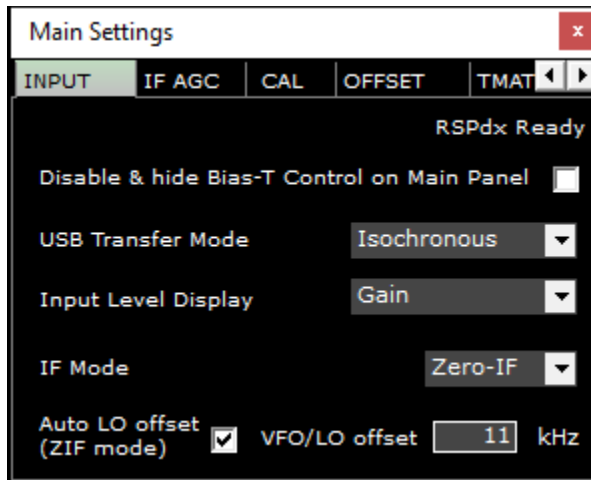 Main Settings
x
INPUT IF AGC CAL OFFSET TMAT
RSPdx Ready
Disable & hide Bias-T Control on Main Panel
USB Transfer Mode Isochronous
Input Level Display Gain
IF Mode Zero-IF
Auto LO offset
(ZIF mode) VFO/LO offset 11 kHz